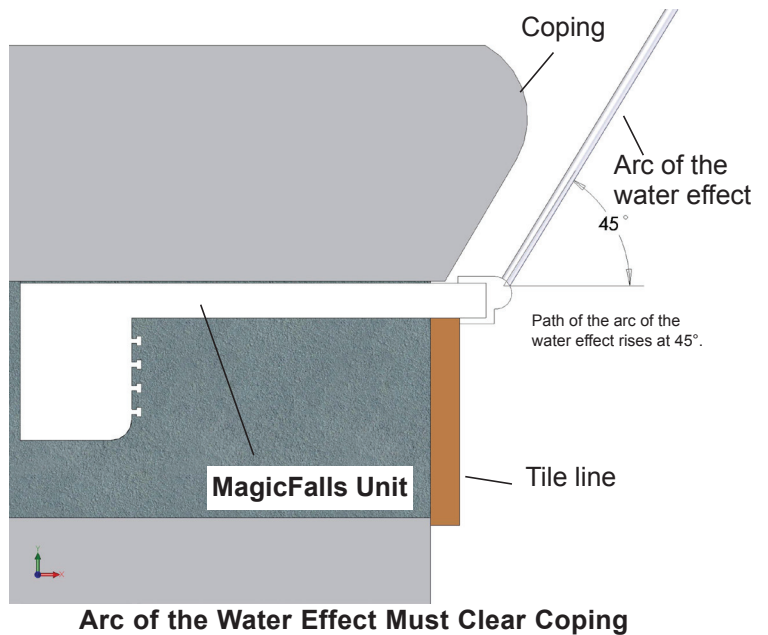 Coping
Arc of the
water effect
45°
Path of the arc of the
water effect rises at 45°.
MagicFalls Unit
Tile line
Y
X
Arc of the Water Effect Must Clear Coping